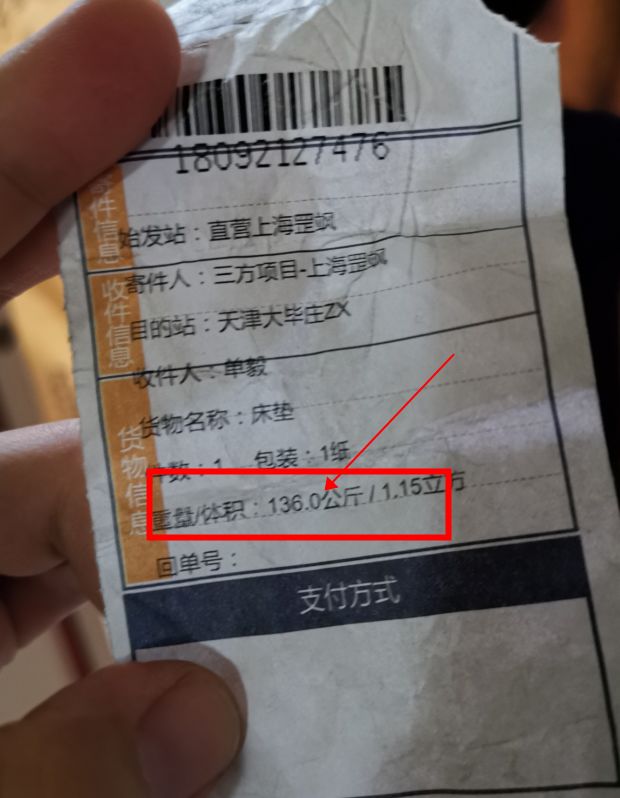 18092127476
寄件信息
始发站：直营上海罡飒
寄件人：三方项目-上海罡飒
收件信息
目的站：天津大毕庄ZX
收件人：单毅
货物信息
货物名称：床垫
件数：1 包装：1纸
重量/体积：136.0公斤 / 1.15立方
回单号：
支付方式